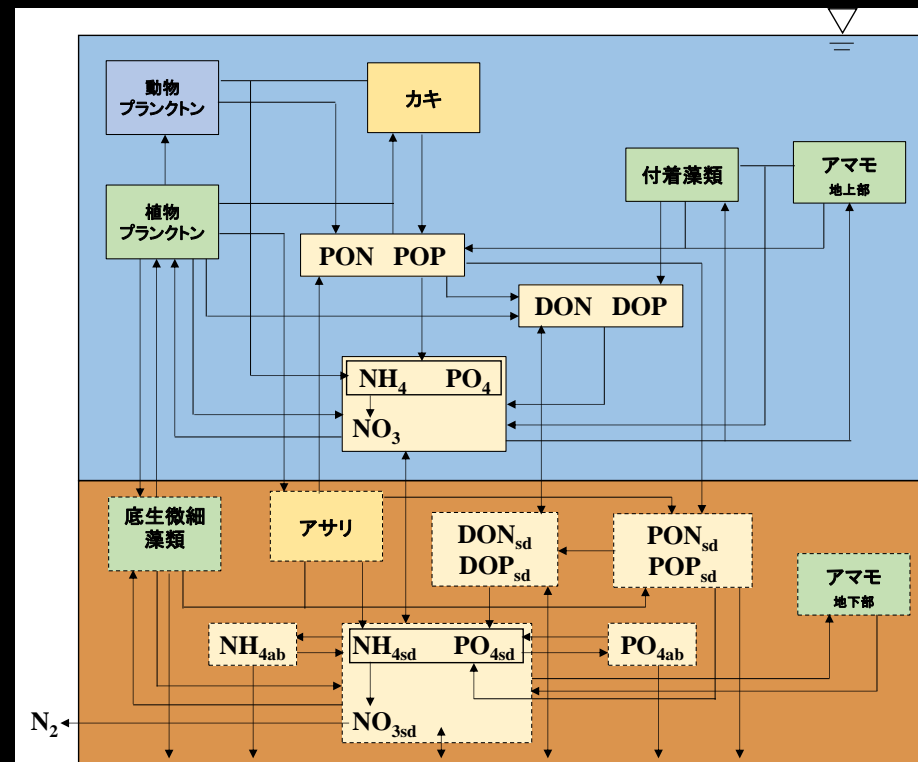 動物
プランクトン
カキ
付着藻類
アマモ
地上部
植物
プランクトン
PON POP
DON DOP
NH4 PO4
NO3
底生微細
藻類
アサリ
DONsd
DOPsd
PONsd
POPsd
アマモ
地下部
NH4ab
NH4sd PO4sd
PO4ab
N2
NO3sd